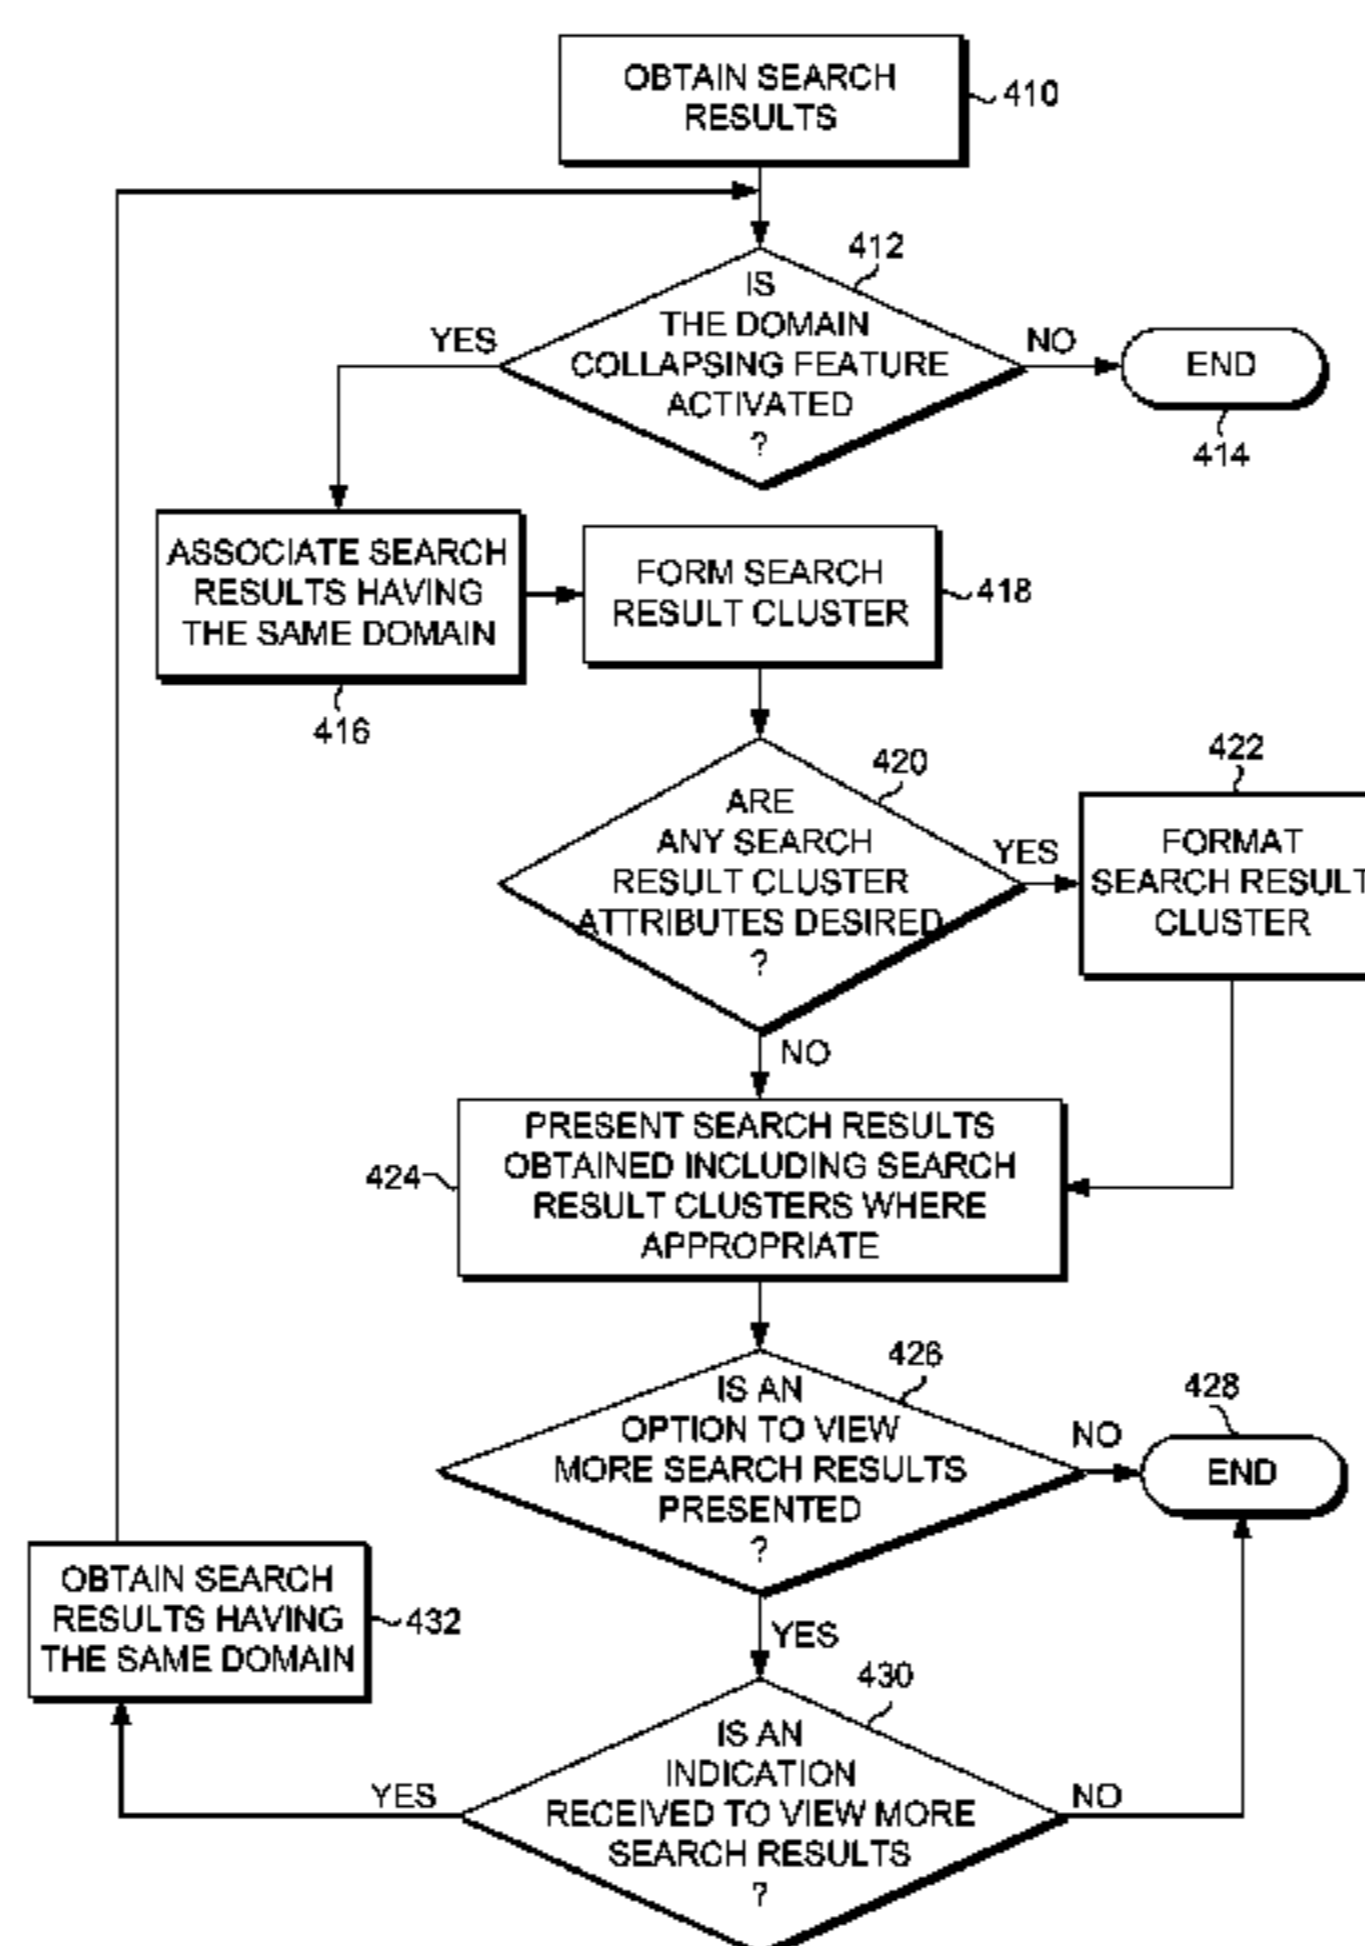 OBTAIN SEARCH
RESULTS
410
412
IS
THE DOMAIN
COLLAPSING FEATURE
ACTIVATED
?
YES
NO
END
414
ASSOCIATE SEARCH
RESULTS HAVING
THE SAME DOMAIN
416
FORM SEARCH
RESULT CLUSTER
418
420
ARE
ANY SEARCH
RESULT CLUSTER
ATTRIBUTES DESIRED
?
YES
422
FORMAT
SEARCH RESULT
CLUSTER
NO
PRESENT SEARCH RESULTS
OBTAINED INCLUDING SEARCH
RESULT CLUSTERS WHERE
APPROPRIATE
424
426
IS AN
OPTION TO VIEW
MORE SEARCH RESULTS
PRESENTED
?
NO
428
END
YES
OBTAIN SEARCH
RESULTS HAVING
THE SAME DOMAIN
432
430
IS AN
INDICATION
RECEIVED TO VIEW MORE
SEARCH RESULTS
?
YES
NO